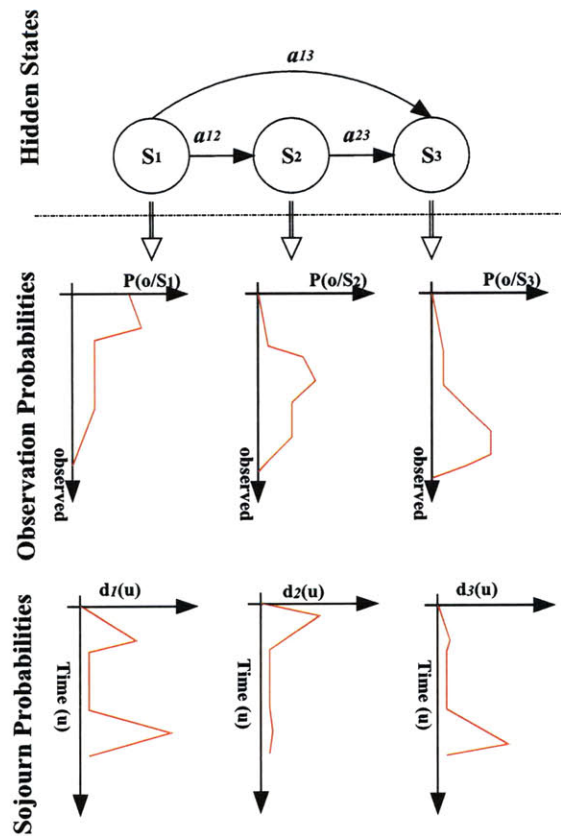 Hidden States
a13
a12
a23
S1
S2
S3
Observation Probabilities
P(o/S1)
P(o/S2)
P(o/S3)
observed
observed
observed
Sojourn Probabilities
d1(u)
d2(u)
d3(u)
Time (u)
Time (u)
Time (u)